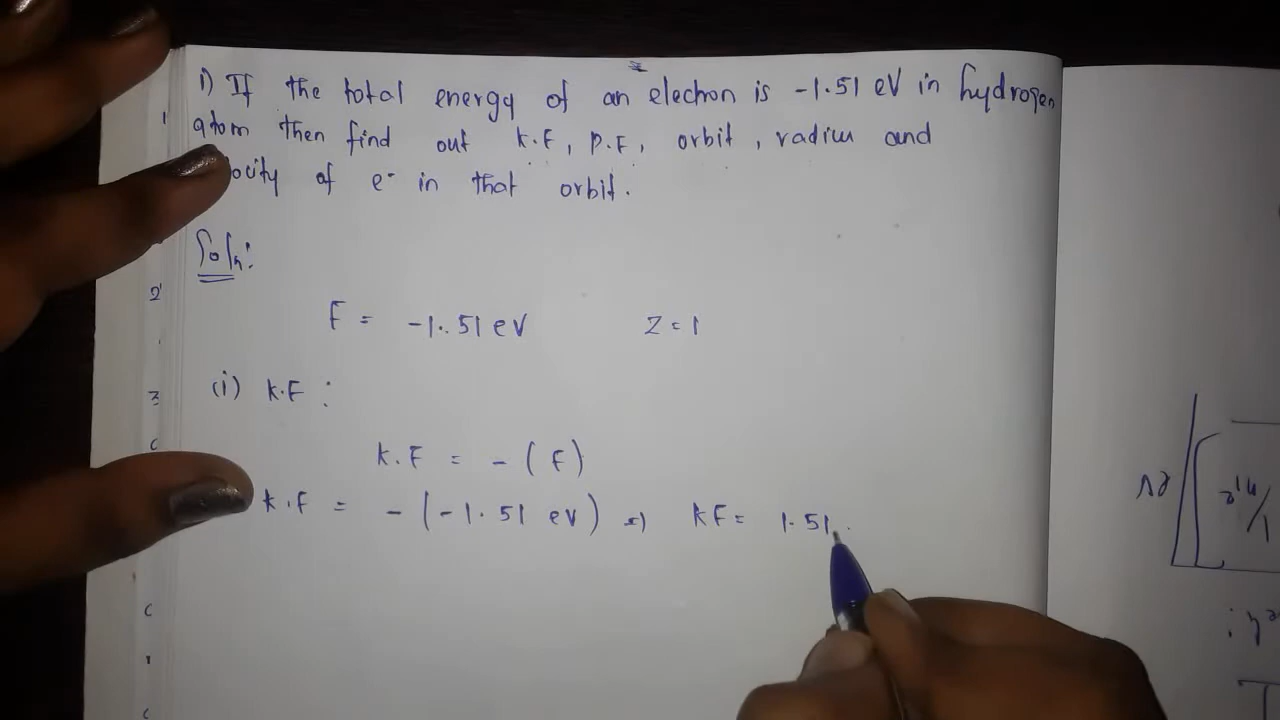 1) If the total energy of an electron is -1.51 eV in hydrogen
atom then find out K.E, P.E, orbit, radius and
ocity of e- in that orbit.
Soln:
E = -1.51 eV Z = 1
(i) K.E :
K.E = - (E)
K.E = - (-1.51 eV) => KE = 1.51